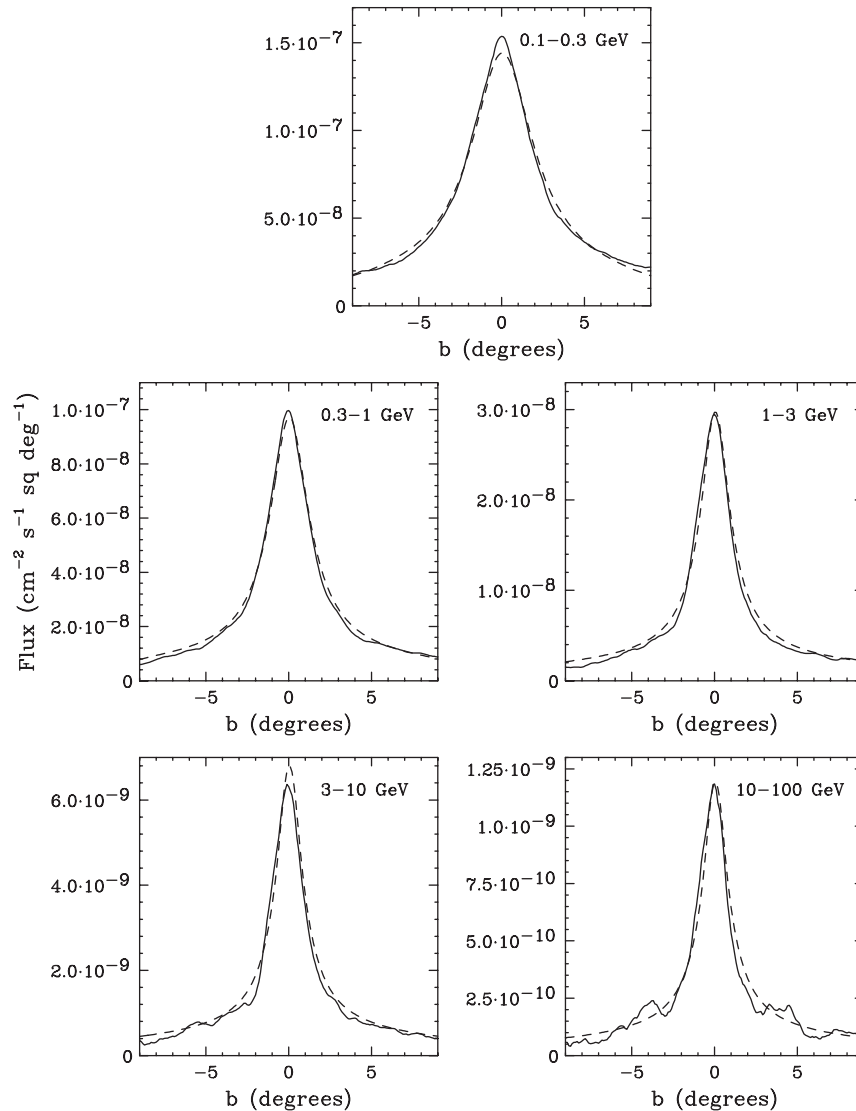 0.1−0.3 GeV
1.5·10⁻⁷
1.0·10⁻⁷
5.0·10⁻⁸
0
−5 0 5
b (degrees)
Flux (cm⁻² s⁻¹ sq deg⁻¹)
0.3−1 GeV
1.0·10⁻⁷
8.0·10⁻⁸
6.0·10⁻⁸
4.0·10⁻⁸
2.0·10⁻⁸
0
−5 0 5
b (degrees)
1−3 GeV
3.0·10⁻⁸
2.0·10⁻⁸
1.0·10⁻⁸
0
−5 0 5
b (degrees)
3−10 GeV
6.0·10⁻⁹
4.0·10⁻⁹
2.0·10⁻⁹
0
−5 0 5
b (degrees)
10−100 GeV
1.25·10⁻⁹
1.0·10⁻⁹
7.5·10⁻¹⁰
5.0·10⁻¹⁰
2.5·10⁻¹⁰
0
−5 0 5
b (degrees)